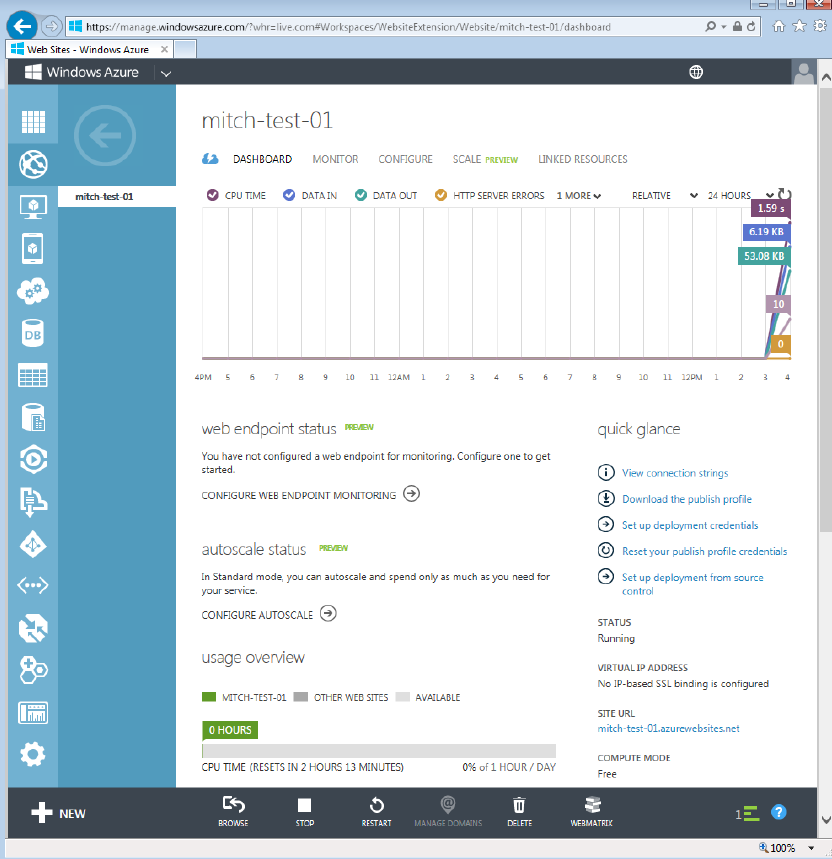 https://manage.windowsazure.com/?whr=live.com#Workspaces/WebsiteExtension/Website/mitch-test-01/dashboard
Web Sites - Windows Azure
Windows Azure
mitch-test-01
mitch-test-01
DASHBOARD MONITOR CONFIGURE SCALE PREVIEW LINKED RESOURCES
CPU TIME DATA IN DATA OUT HTTP SERVER ERRORS 1 MORE RELATIVE 24 HOURS
1.59 s
6.19 KB
53.08 KB
10
0
4PM 5 6 7 8 9 10 11 12AM 1 2 3 4 5 6 7 8 9 10 11 12PM 1 2 3 4
DB
web endpoint status PREVIEW
You have not configured a web endpoint for monitoring. Configure one to get
started.
CONFIGURE WEB ENDPOINT MONITORING
autoscale status PREVIEW
In Standard mode, you can autoscale and spend only as much as you need for
your service.
CONFIGURE AUTOSCALE
usage overview
MITCH-TEST-01 OTHER WEB SITES AVAILABLE
0 HOURS
CPU TIME (RESETS IN 2 HOURS 13 MINUTES) 0% of 1 HOUR / DAY
quick glance
View connection strings
Download the publish profile
Set up deployment credentials
Reset your publish profile credentials
Set up deployment from source
control
STATUS
Running
VIRTUAL IP ADDRESS
No IP-based SSL binding is configured
SITE URL
mitch-test-01.azurewebsites.net
COMPUTE MODE
Free
NEW
BROWSE STOP RESTART MANAGE DOMAINS DELETE WEBMATRIX
1
?
100%